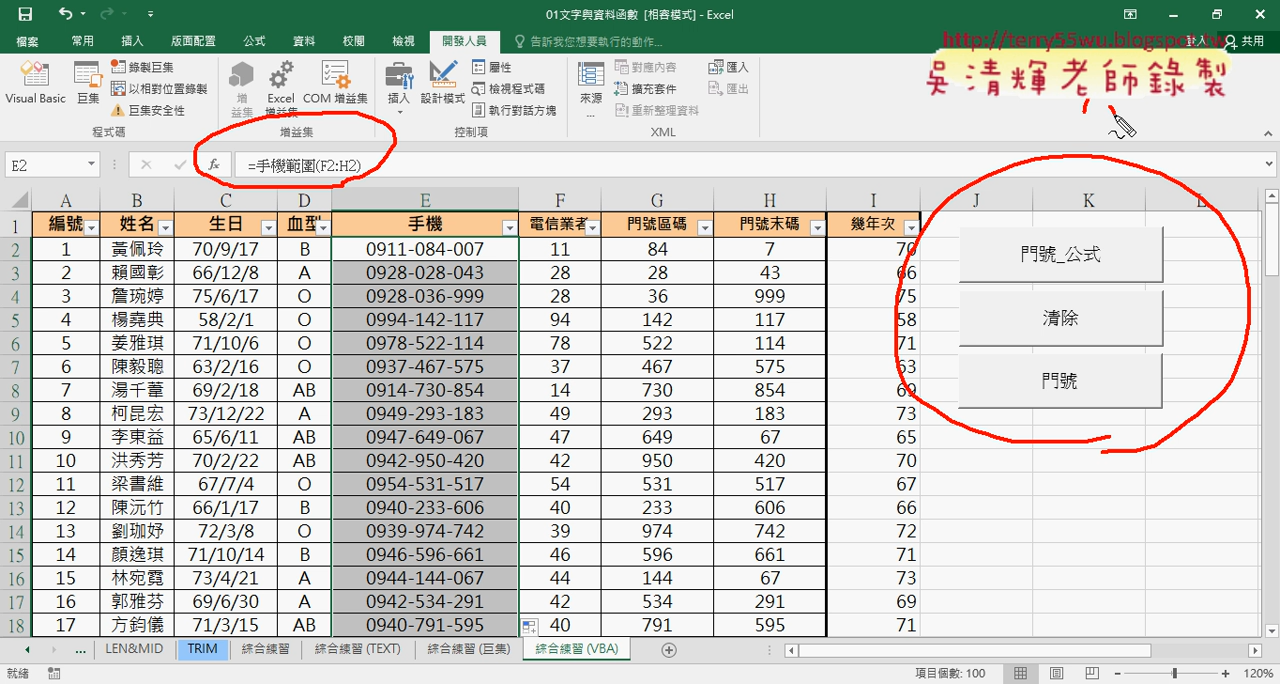 01文字與資料函數 [相容模式] - Excel
檔案 常用 插入 版面配置 公式 資料 校閱 檢視 開發人員 告訴我您想要執行的動作... 登入 共用
http://terry55wu.blogspot.tw
吳清輝老師錄製
Visual Basic 巨集 錄製巨集 以相對位置錄製 巨集安全性 程式碼
增益集 Excel 增益集 COM 增益集 增益集
插入 設計模式 屬性 檢視程式碼 執行對話方塊 控制項
來源 ... 對應內容 擴充套件 重新整理資料 匯入 匯出 XML
E2 fx =手機範圍(F2:H2)
A B C D E F G H I J K L
1 編號 姓名 生日 血型 手機 電信業者 門號區碼 門號末碼 幾年次
2 1 黃佩玲 70/9/17 B 0911-084-007 11 84 7 70
3 2 賴國彰 66/12/8 A 0928-028-043 28 28 43 66
4 3 詹琬婷 75/6/17 O 0928-036-999 28 36 999 75
5 4 楊堯典 58/2/1 O 0994-142-117 94 142 117 58
6 5 姜雅琪 71/10/6 O 0978-522-114 78 522 114 71
7 6 陳毅聰 63/2/16 O 0937-467-575 37 467 575 63
8 7 湯千葦 69/2/18 AB 0914-730-854 14 730 854 69
9 8 柯昆宏 73/12/22 A 0949-293-183 49 293 183 73
10 9 李東益 65/6/11 AB 0947-649-067 47 649 67 65
11 10 洪秀芳 70/2/22 AB 0942-950-420 42 950 420 70
12 11 梁書維 67/7/4 O 0954-531-517 54 531 517 67
13 12 陳沅竹 66/1/17 B 0940-233-606 40 233 606 66
14 13 劉珈妤 72/3/8 O 0939-974-742 39 974 742 72
15 14 顏逸琪 71/10/14 B 0946-596-661 46 596 661 71
16 15 林宛霓 73/4/21 A 0944-144-067 44 144 67 73
17 16 郭雅芬 69/6/30 A 0942-534-291 42 534 291 69
18 17 方鈞儀 71/3/15 AB 0940-791-595 40 791 595 71
門號_公式
清除
門號
... LEN&MID TRIM 綜合練習 綜合練習 (TEXT) 綜合練習 (巨集) 綜合練習 (VBA)
就緒 項目個數: 100 120%